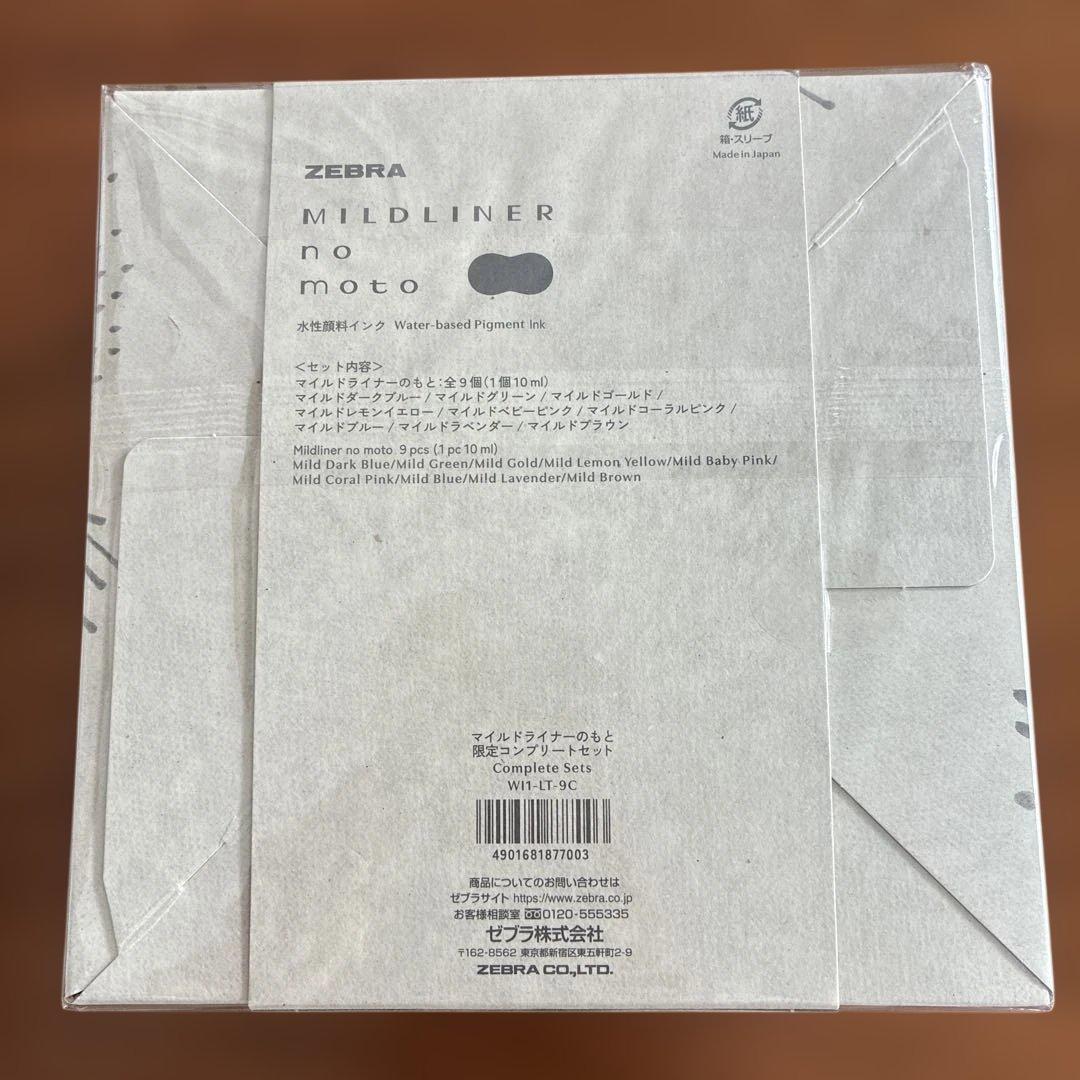 紙
箱・スリーブ
Made in Japan
ZEBRA
MILDLINER
no
moto
水性顔料インク Water-based Pigment Ink
＜セット内容＞
マイルドライナーのもと：全9個（1個10ml）
マイルドダークブルー / マイルドグリーン / マイルドゴールド /
マイルドレモンイエロー / マイルドベビーピンク / マイルドコーラルピンク /
マイルドブルー / マイルドラベンダー / マイルドブラウン
Mildliner no moto 9 pcs (1 pc 10 ml)
Mild Dark Blue/Mild Green/Mild Gold/Mild Lemon Yellow/Mild Baby Pink/
Mild Coral Pink/Mild Blue/Mild Lavender/Mild Brown
マイルドライナーのもと
限定コンプリートセット
Complete Sets
WI1-LT-9C
4901681877003
商品についてのお問い合わせは
ゼブラサイト https://www.zebra.co.jp
お客様相談室 0120-555335
ゼブラ株式会社
〒162-8562 東京都新宿区東五軒町2-9
ZEBRA CO.,LTD.